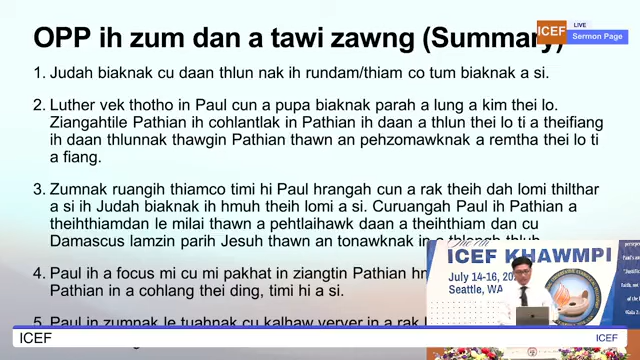 OPP ih zum dan a tawi zawng (Summary)
ICEF
LIVE
Sermon Page
1. Judah biaknak cu daan thlun nak ih rundam/thiam co tum biaknak a si.
2. Luther vek thotho in Paul cun a pupa biaknak parah a lung a kim thei lo.
Ziangahtile Pathian ih cohlantlak in Pathian ih daan a thlun thei lo ti a theifiang
ih daan thlunnak thawgin Pathian thawn an pehzomawknak a remtha thei lo ti
a fiang.
3. Zumnak ruangih thiamco timi hi Paul hrangah cun a rak theih dah lomi thilthar
a si ih Judah biaknak ih hmuh theih lomi a si. Curuangah Paul ih Pathian a
theihthiamdan le milai thawn a pehtlaihawk daan a theihthiam dan cu
Damascus lamzin parih Jesuh thawn an tonawknak in a
4. Paul ih a focus mi cu mi pakhat in ziangtin Pathian
Pathian in a cohlang thei ding, timi hi a si.
5. Paul in zumnak le tuahnak cu kalhaw ververin a rak
ICEF KHAWMPI
July 14-16,
Seattle, WA
ICEF
ICEF